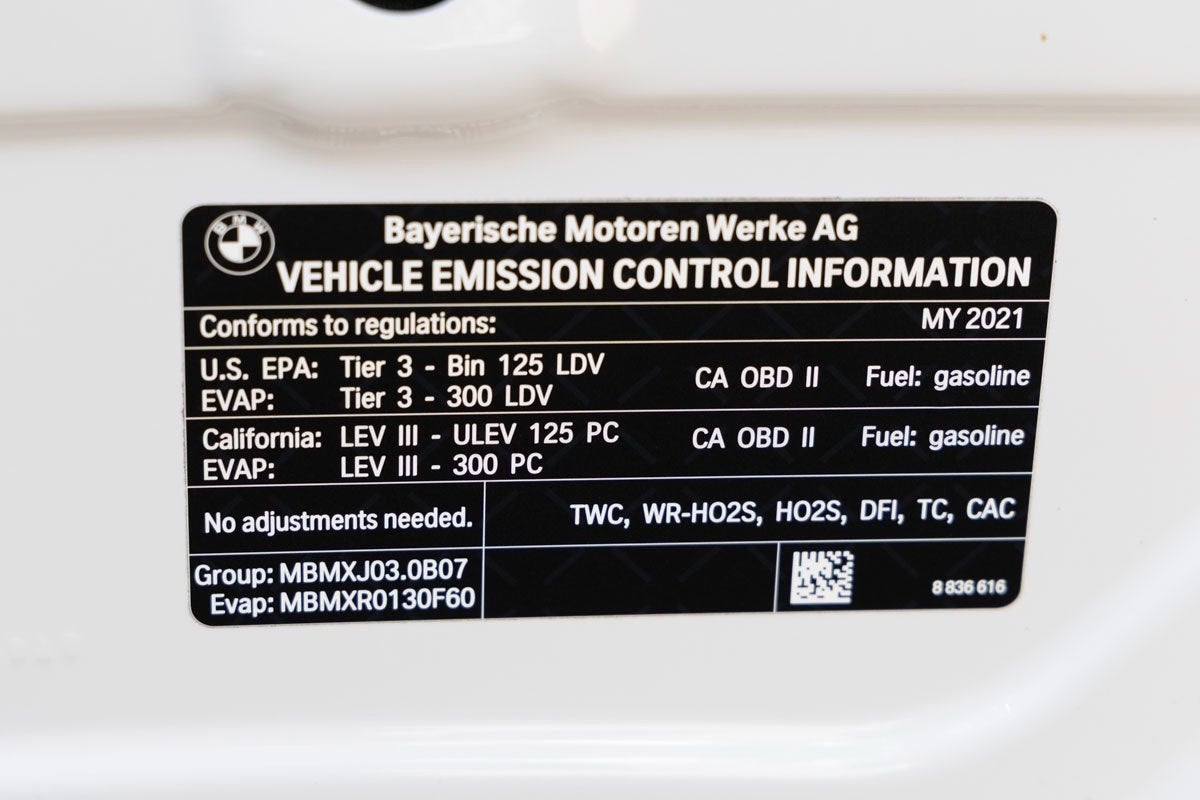 BMW
Bayerische Motoren Werke AG
VEHICLE EMISSION CONTROL INFORMATION
Conforms to regulations: MY 2021
U.S. EPA: Tier 3 - Bin 125 LDV CA OBD II Fuel: gasoline
EVAP: Tier 3 - 300 LDV
California: LEV III - ULEV 125 PC CA OBD II Fuel: gasoline
EVAP: LEV III - 300 PC
No adjustments needed. TWC, WR-HO2S, HO2S, DFI, TC, CAC
Group: MBMXJ03.0B07
Evap: MBMXR0130F60
8 836 616